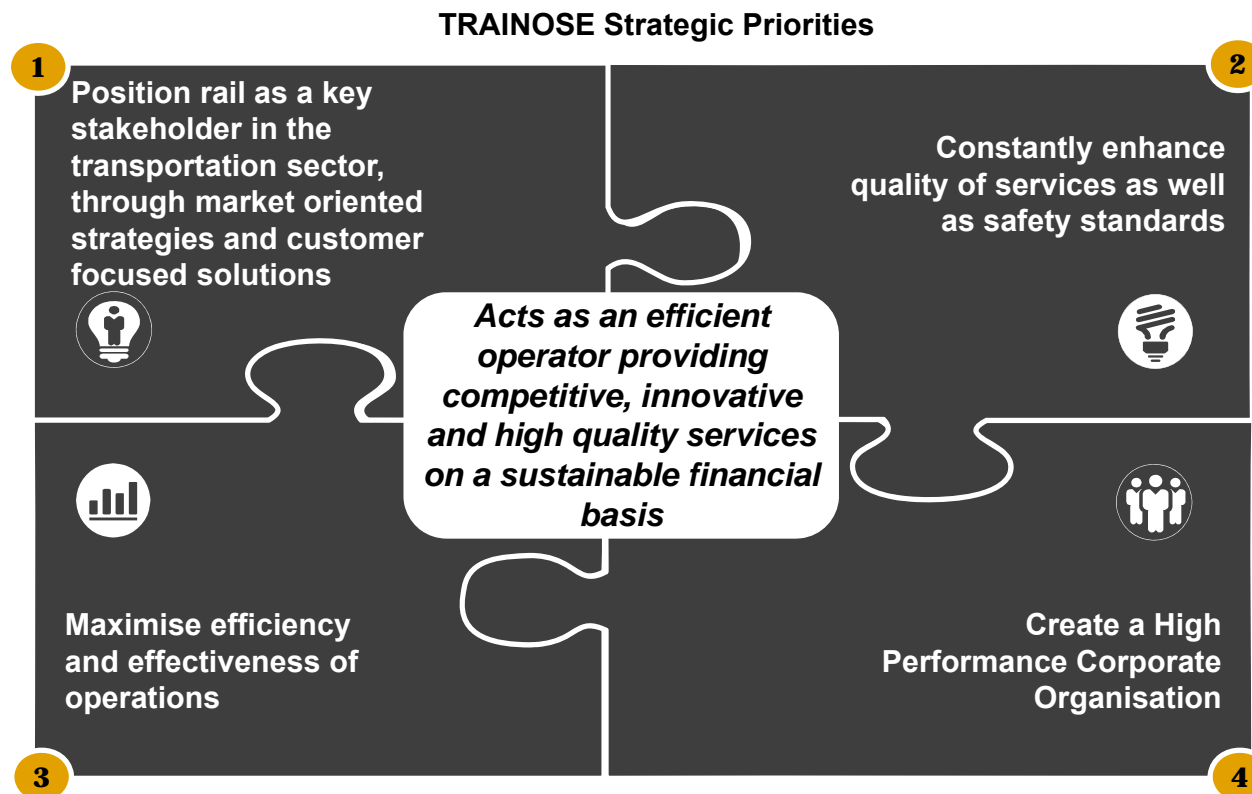 TRAINOSE Strategic Priorities
1
Position rail as a key
stakeholder in the
transportation sector,
through market oriented
strategies and customer
focused solutions
2
Constantly enhance
quality of services as well
as safety standards
Acts as an efficient
operator providing
competitive, innovative
and high quality services
on a sustainable financial
basis
Maximise efficiency
and effectiveness of
operations
3
Create a High
Performance Corporate
Organisation
4